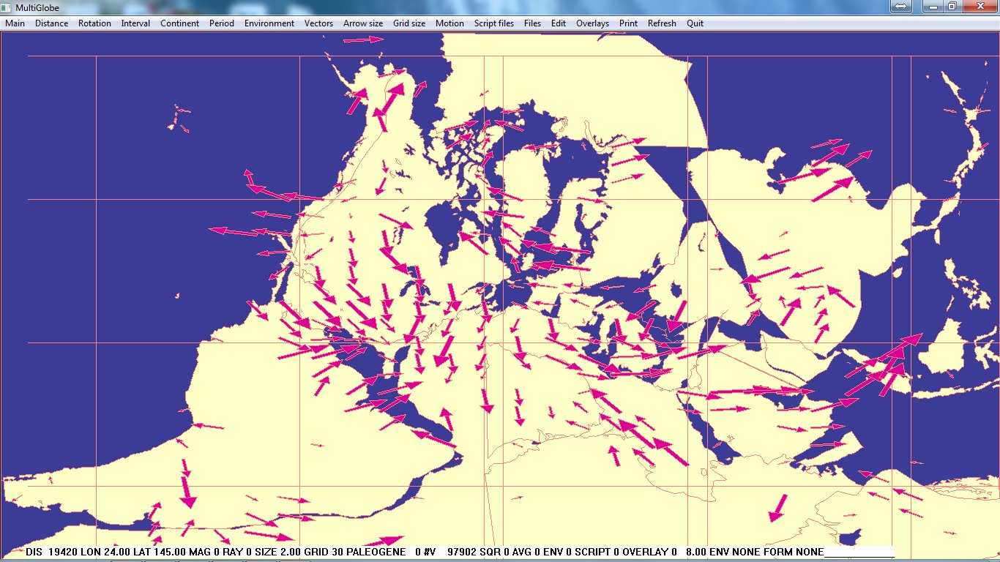 MultiGlobe
Main Distance Rotation Interval Continent Period Environment Vectors Arrow size Grid size Motion Script files Files Edit Overlays Print Refresh Quit
DIS 19420 LON 24.00 LAT 145.00 MAG 0 RAY 0 SIZE 2.00 GRID 30 PALEOGENE 0 #V 97902 SQR 0 AVG 0 ENV 0 SCRIPT 0 OVERLAY 0 8.00 ENV NONE FORM NONE____________